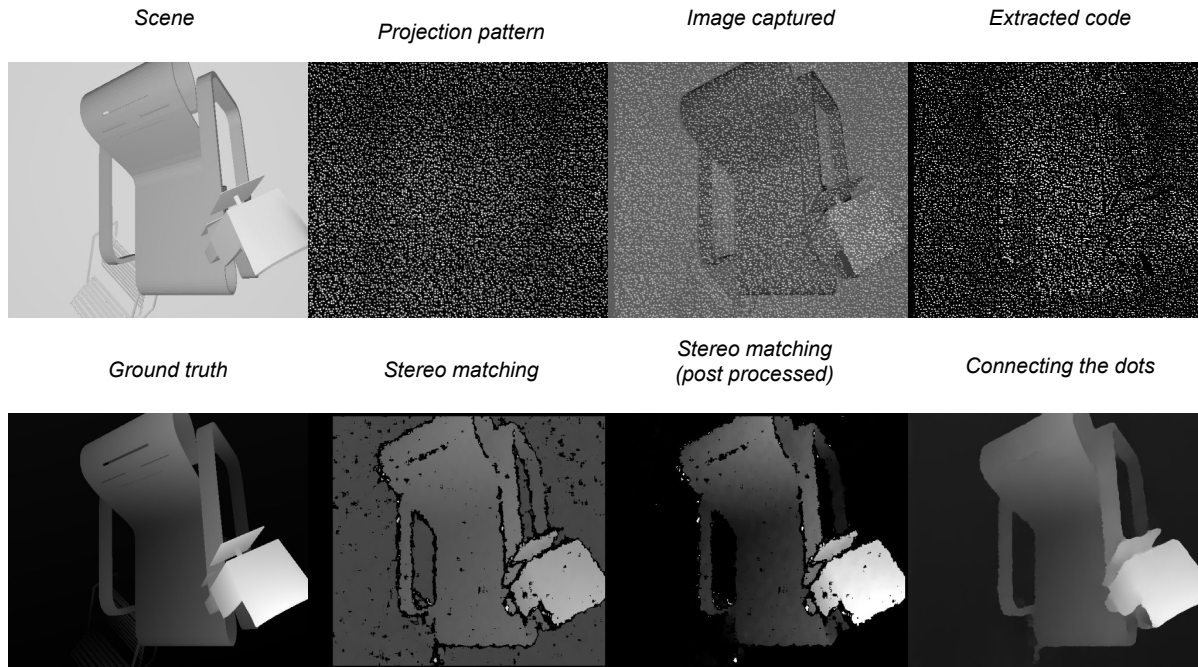 Scene
Projection pattern
Image captured
Extracted code
Ground truth
Stereo matching
Stereo matching
(post processed)
Connecting the dots